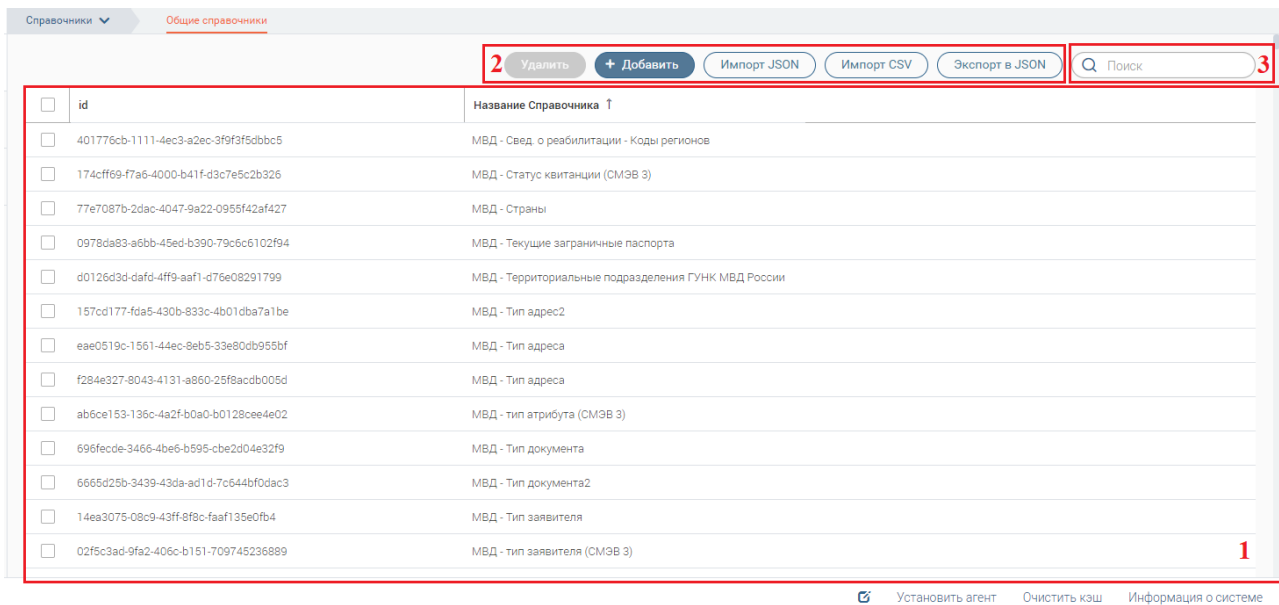 Справочники Общие справочники
2 Удалить + Добавить Импорт JSON Импорт CSV Экспорт в JSON Поиск 3
id Название Справочника ↑
401776cb-1111-4ec3-a2ec-3f9f3f5dbbc5 МВД - Свед. о реабилитации - Коды регионов
174cff69-f7a6-4000-b41f-d3c7e5c2b326 МВД - Статус квитанции (СМЭВ 3)
77e7087b-2dac-4047-9a22-0955f42af427 МВД - Страны
0978da83-a6bb-45ed-b390-79c6c6102f94 МВД - Текущие заграничные паспорта
d0126d3d-dafd-4ff9-aaf1-d76e08291799 МВД - Территориальные подразделения ГУНК МВД России
157cd177-fda5-430b-833c-4b01dba7a1be МВД - Тип адрес2
eae0519c-1561-44ec-8eb5-33e80db955bf МВД - Тип адреса
f284e327-8043-4131-a860-25f8acdb005d МВД - Тип адреса
ab6ce153-136c-4a2f-b0a0-b0128cee4e02 МВД - тип атрибута (СМЭВ 3)
696fecde-3466-4be6-b595-cbe2d04e32f9 МВД - Тип документа
6665d25b-3439-43da-ad1d-7c644bf0dac3 МВД - Тип документа2
14ea3075-08c9-43ff-8f8c-faaf135e0fb4 МВД - Тип заявителя
02f5c3ad-9fa2-406c-b151-709745236889 МВД - тип заявителя (СМЭВ 3) 1
Установить агент Очистить кэш Информация о системе